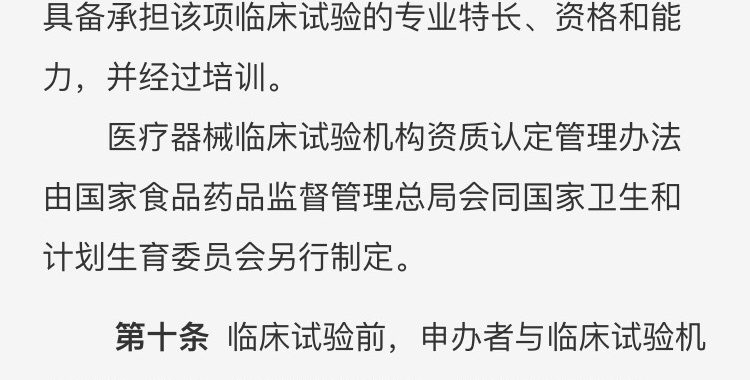 具备承担该项临床试验的专业特长、资格和能
力，并经过培训。
医疗器械临床试验机构资质认定管理办法
由国家食品药品监督管理总局会同国家卫生和
计划生育委员会另行制定。
第十条 临床试验前，申办者与临床试验机